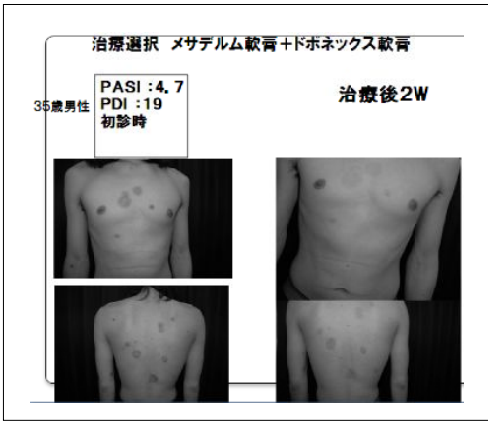 治療選択 メサデルム軟膏＋ドボネックス軟膏
35歳男性
PASI：4.7
PDI：19
初診時
治療後2W